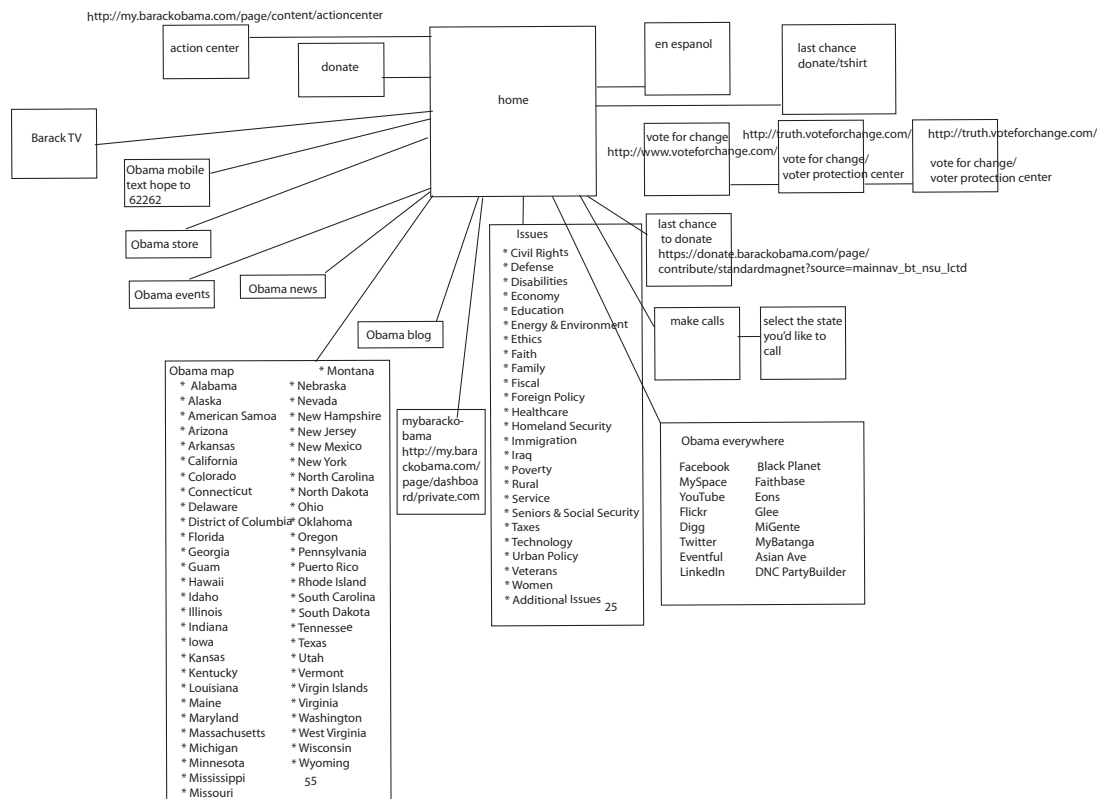 http://my.barackobama.com/page/content/actioncenter
action center
donate
home
en espanol
last chance
donate/tshirt
Barack TV
Obama mobile
text hope to
62262
Obama store
Obama events
Obama news
Obama blog
vote for change
http://www.voteforchange.com/
http://truth.voteforchange.com/
vote for change/
voter protection center
http://truth.voteforchange.com/
vote for change/
voter protection center
last chance
to donate
https://donate.barackobama.com/page/
contribute/standardmagnet?source=mainnav_bt_nsu_lctd
make calls
select the state
you'd like to
call
Issues
* Civil Rights
* Defense
* Disabilities
* Economy
* Education
* Energy & Environment
* Ethics
* Faith
* Family
* Fiscal
* Foreign Policy
* Healthcare
* Homeland Security
* Immigration
* Iraq
* Poverty
* Rural
* Service
* Seniors & Social Security
* Taxes
* Technology
* Urban Policy
* Veterans
* Women
* Additional Issues
25
mybaracko-
bama
http://my.bara
ckobama.com/
page/dashboa
rd/private.com
Obama everywhere
Facebook
MySpace
YouTube
Flickr
Digg
Twitter
Eventful
LinkedIn
Black Planet
Faithbase
Eons
Glee
MiGente
MyBatanga
Asian Ave
DNC PartyBuilder
Obama map
* Alabama
* Alaska
* American Samoa
* Arizona
* Arkansas
* California
* Colorado
* Connecticut
* Delaware
* District of Columbia
* Florida
* Georgia
* Guam
* Hawaii
* Idaho
* Illinois
* Indiana
* Iowa
* Kansas
* Kentucky
* Louisiana
* Maine
* Maryland
* Massachusetts
* Michigan
* Minnesota
* Mississippi
* Missouri
* Montana
* Nebraska
* Nevada
* New Hampshire
* New Jersey
* New Mexico
* New York
* North Carolina
* North Dakota
* Ohio
* Oklahoma
* Oregon
* Pennsylvania
* Puerto Rico
* Rhode Island
* South Carolina
* South Dakota
* Tennessee
* Texas
* Utah
* Vermont
* Virgin Islands
* Virginia
* Washington
* West Virginia
* Wisconsin
* Wyoming
55